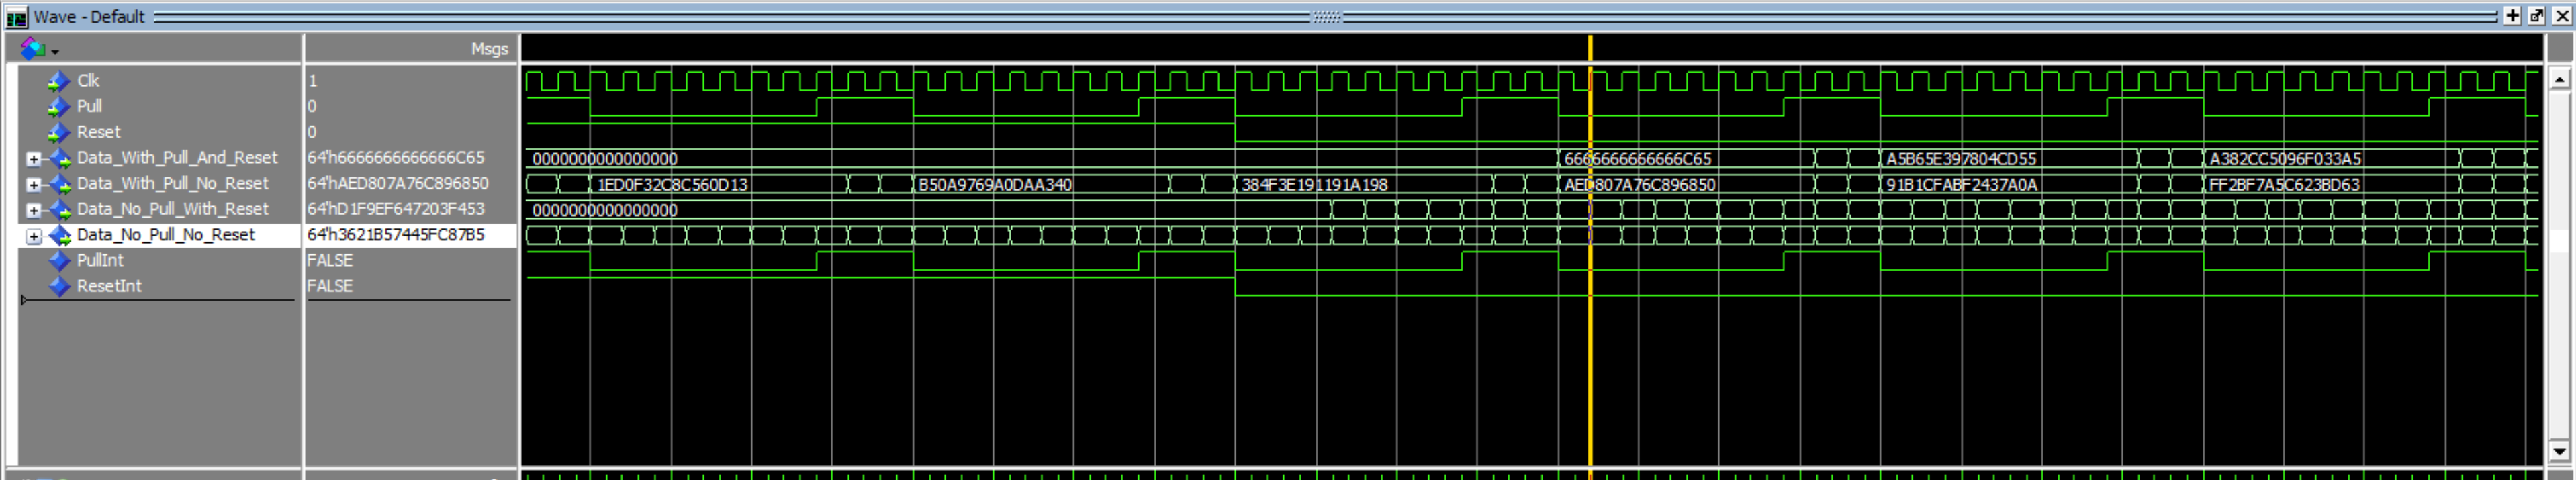 Wave - Default
Msgs
Clk 1
Pull 0
Reset 0
Data_With_Pull_And_Reset 64'h6666666666666C65 0000000000000000 6666666666666C65 A5B65E397804CD55 A382CC5096F033A5
Data_With_Pull_No_Reset 64'hAED807A76C896850 1ED0F32C8C560D13 B50A9769A0DAA340 384F3E191191A198 AED807A76C896850 91B1CFABF2437A0A FF2BF7A5C623BD63
Data_No_Pull_With_Reset 64'hD1F9EF647203F453 0000000000000000
Data_No_Pull_No_Reset 64'h3621B57445FC87B5
PullInt FALSE
ResetInt FALSE